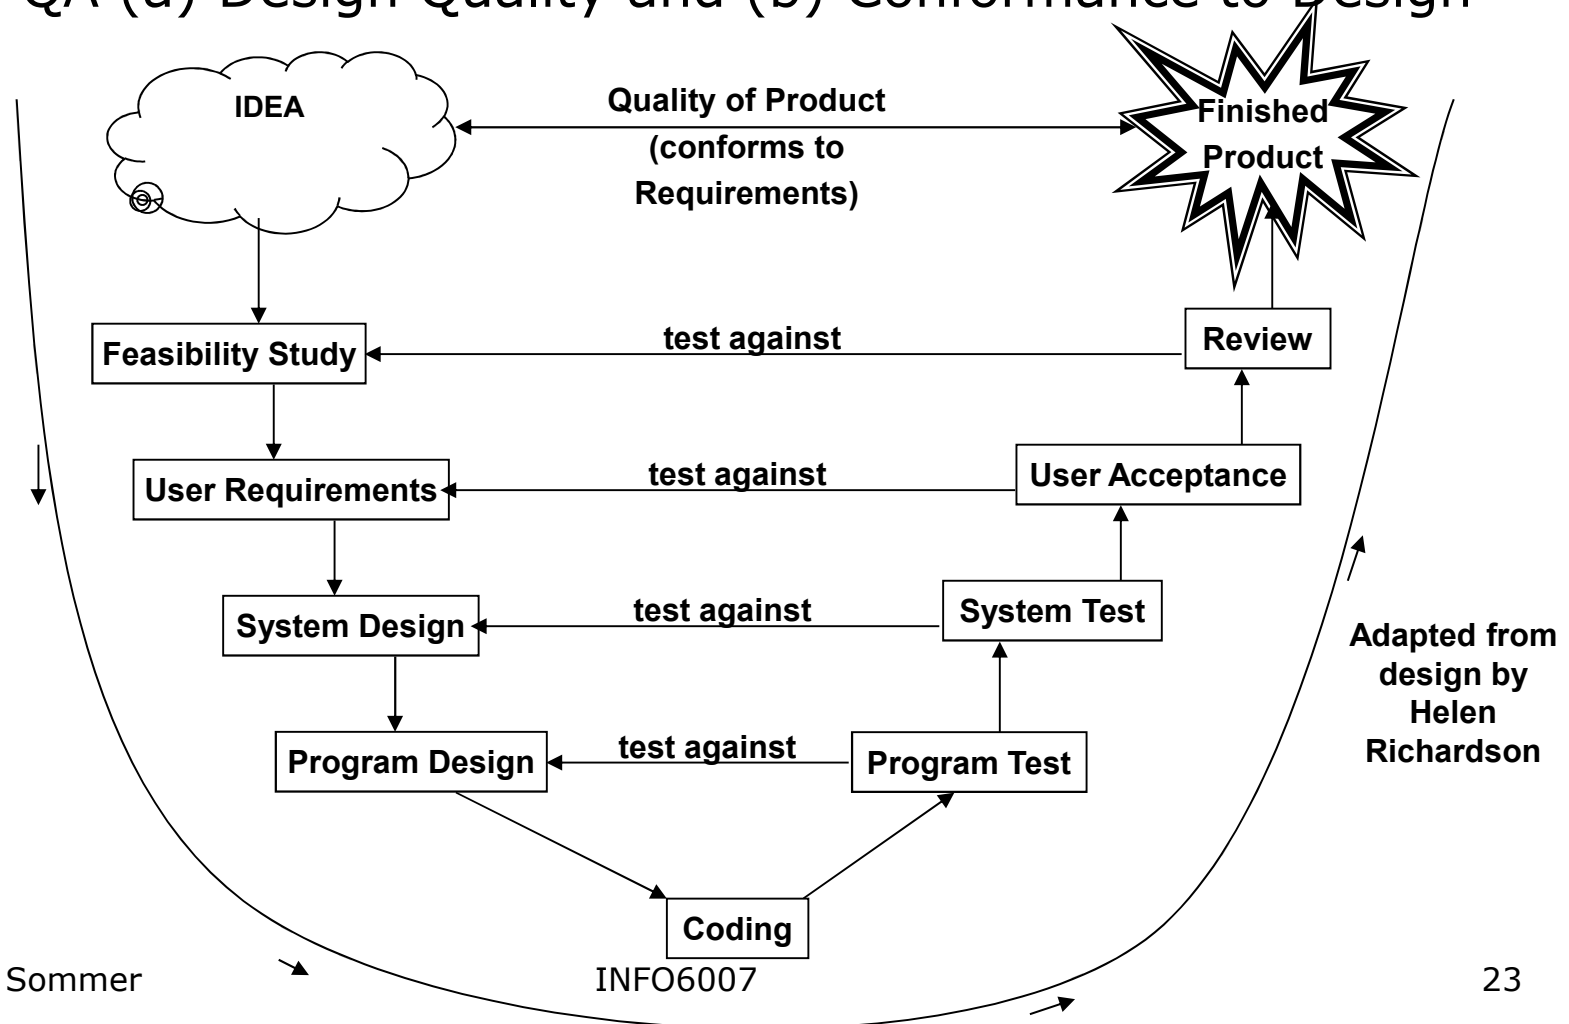 QA (a) Design Quality and (b) Conformance to Design
IDEA
Quality of Product
(conforms to
Requirements)
Finished
Product
Feasibility Study
test against
Review
User Requirements
test against
User Acceptance
System Design
test against
System Test
Adapted from
design by
Helen
Richardson
Program Design
test against
Program Test
Coding
Sommer
INFO6007
23